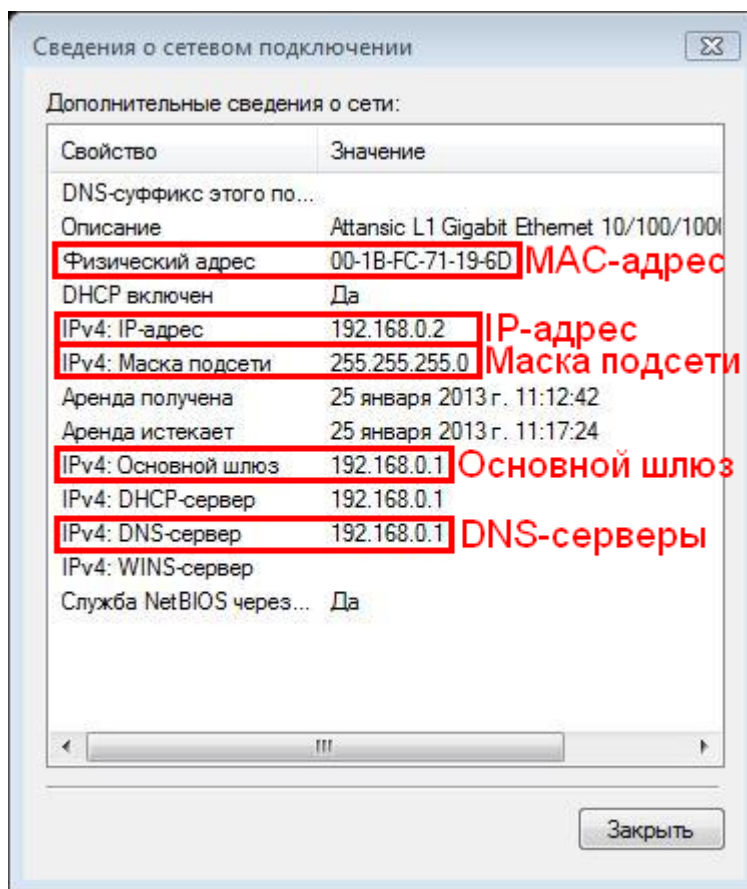 Сведения о сетевом подключении
Дополнительные сведения о сети:
Свойство Значение
DNS-суффикс этого по...
Описание Attansic L1 Gigabit Ethernet 10/100/100
Физический адрес 00-1B-FC-71-19-6D MAC-адрес
DHCP включен Да
IPv4: IP-адрес 192.168.0.2 IP-адрес
IPv4: Маска подсети 255.255.255.0 Маска подсети
Аренда получена 25 января 2013 г. 11:12:42
Аренда истекает 25 января 2013 г. 11:17:24
IPv4: Основной шлюз 192.168.0.1 Основной шлюз
IPv4: DHCP-сервер 192.168.0.1
IPv4: DNS-сервер 192.168.0.1 DNS-серверы
IPv4: WINS-сервер
Служба NetBIOS через... Да
Закрыть